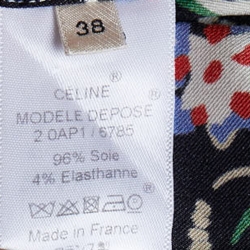 38
CELINE®
MODELE DEPOSE®
2 0AP1 / 6785
96% Soie
4% Elasthanne
Made in France